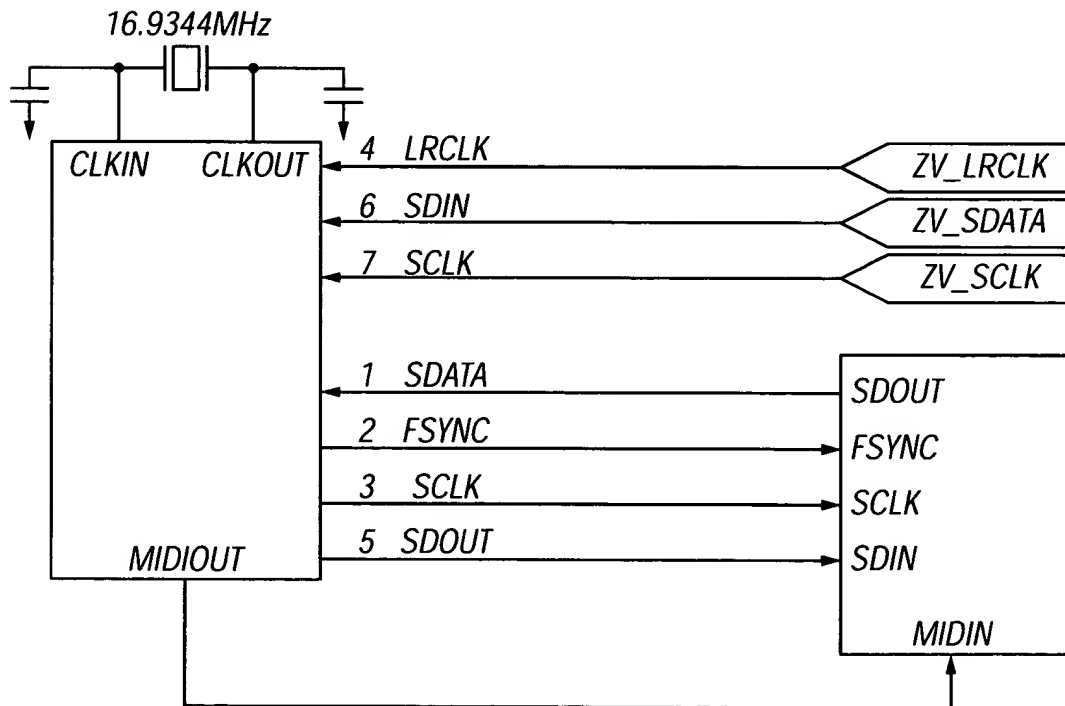 16.9344MHz
CLKIN CLKOUT
4 LRCLK ZV_LRCLK
6 SDIN ZV_SDATA
7 SCLK ZV_SCLK
1 SDATA SDOUT
2 FSYNC FSYNC
3 SCLK SCLK
5 SDOUT SDIN
MIDIOUT
MIDIN